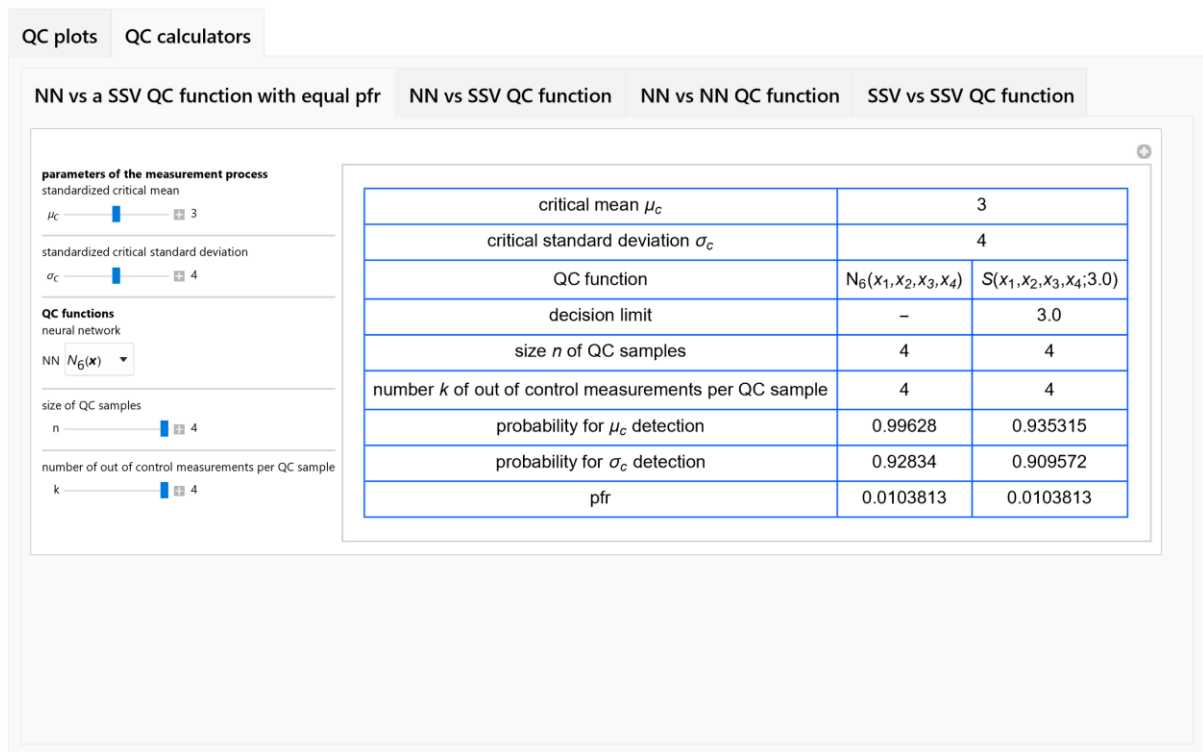 QC plots QC calculators
NN vs a SSV QC function with equal pfr NN vs SSV QC function NN vs NN QC function SSV vs SSV QC function
parameters of the measurement process
standardized critical mean
μc 3
standardized critical standard deviation
σc 4
QC functions
neural network
NN N6(x)
size of QC samples
n 4
number of out of control measurements per QC sample
k 4
critical mean μc 3
critical standard deviation σc 4
QC function N6(x1,x2,x3,x4) S(x1,x2,x3,x4;3.0)
decision limit – 3.0
size n of QC samples 4 4
number k of out of control measurements per QC sample 4 4
probability for μc detection 0.99628 0.935315
probability for σc detection 0.92834 0.909572
pfr 0.0103813 0.0103813